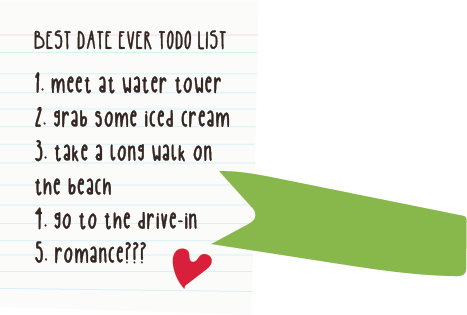 BEST DATE EVER TODO LIST
1. meet at water tower
2. grab some iced cream
3. take a long walk on
the beach
4. go to the drive-in
5. romance???